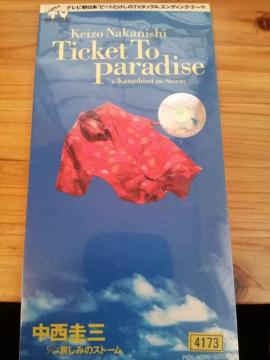 テレビ朝日系"ビートたけしのTVタックル"エンディング・テーマ
Keizo Nakanishi
Ticket To
Paradise
Kanashimi no Storm
中西圭三
哀しみのストーム
4173